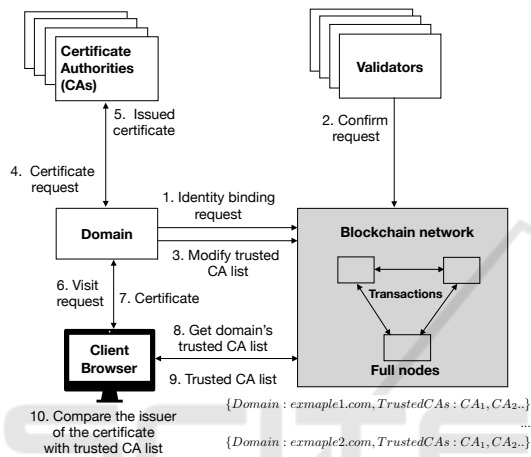 Certificate
Authorities
(CAs)
Validators
5. Issued
certificate
2. Confirm
request
4. Certificate
request
1. Identity binding
request
Domain
3. Modify trusted
CA list
Blockchain network
Transactions
Full nodes
6. Visit
request
7. Certificate
8. Get domain's
trusted CA list
Client
Browser
9. Trusted CA list
10. Compare the issuer
of the certificate
with trusted CA list
{Domain : exmaple1.com, TrustedCAs : CA1, CA2..}
...
{Domain : exmaple2.com, TrustedCAs : CA1, CA2..}